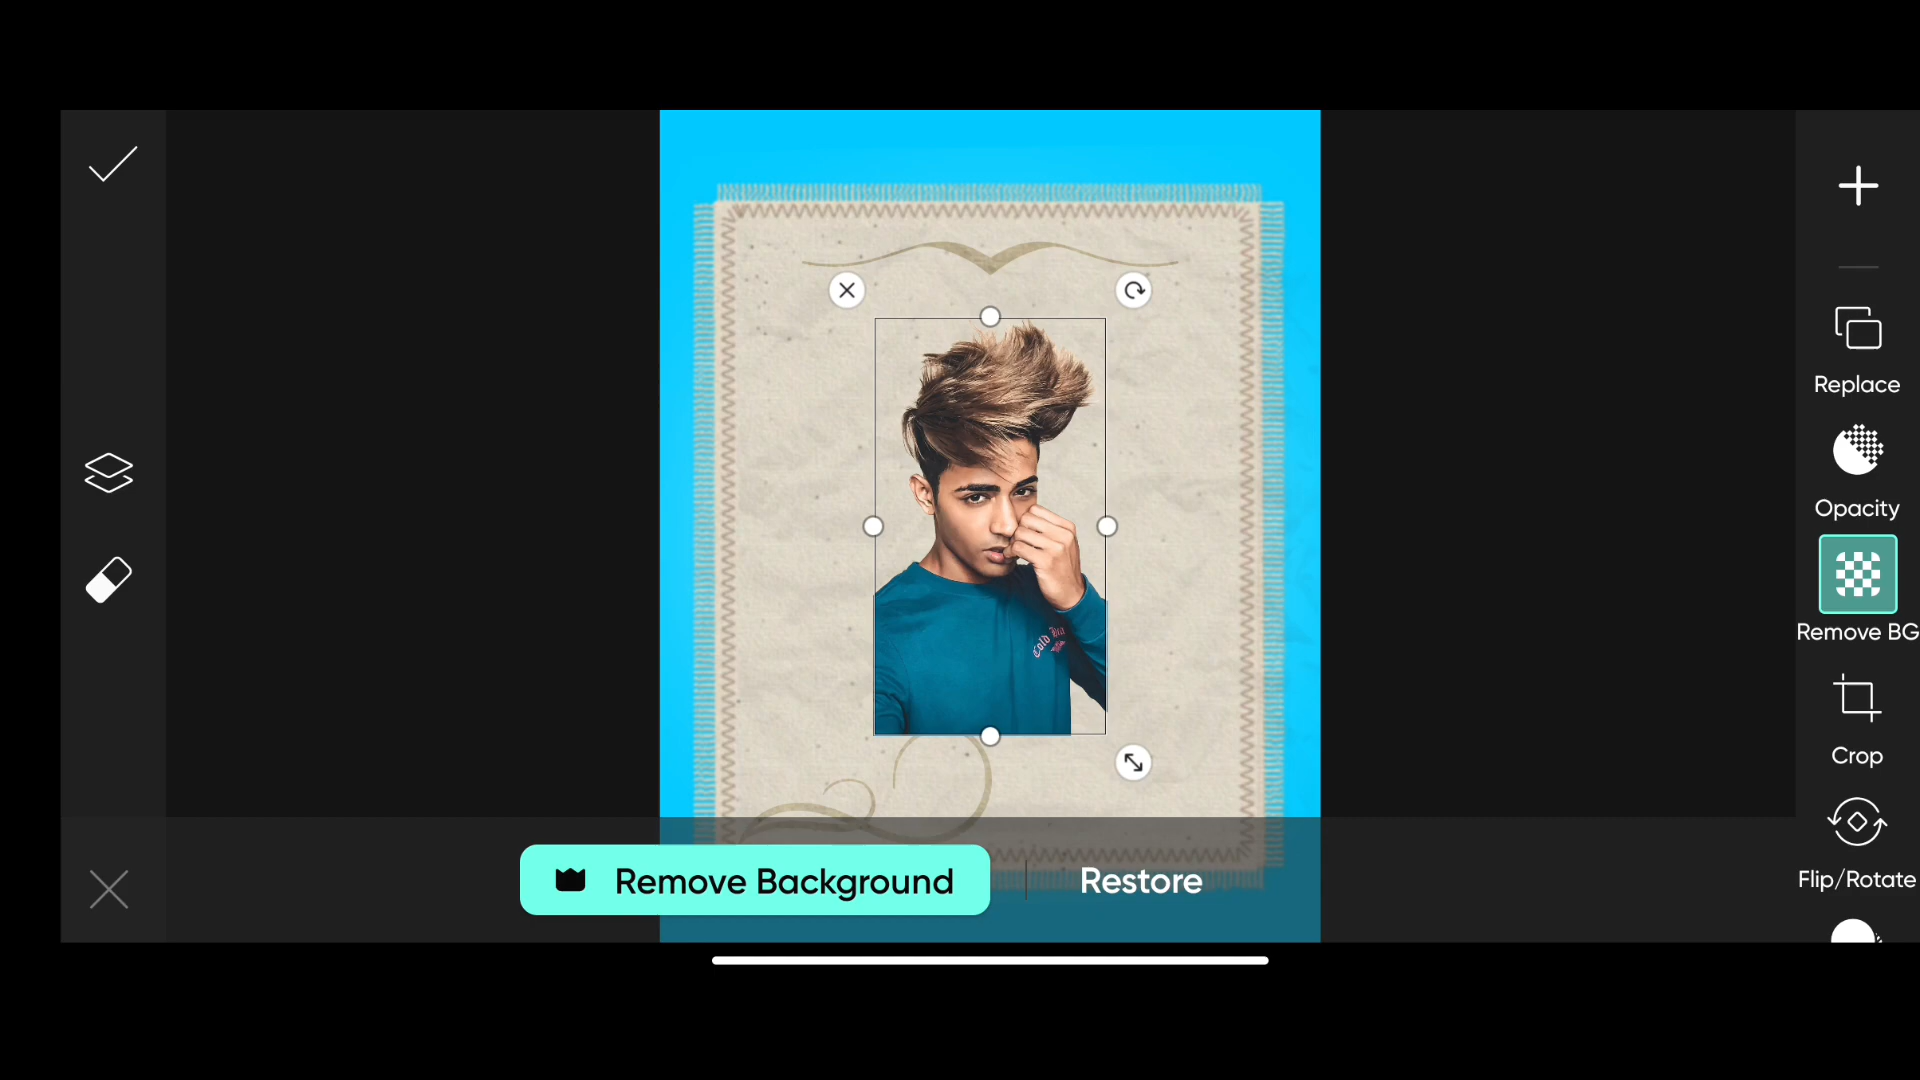 Replace
Opacity
Remove BG
Crop
Flip/Rotate
Remove Background
Restore